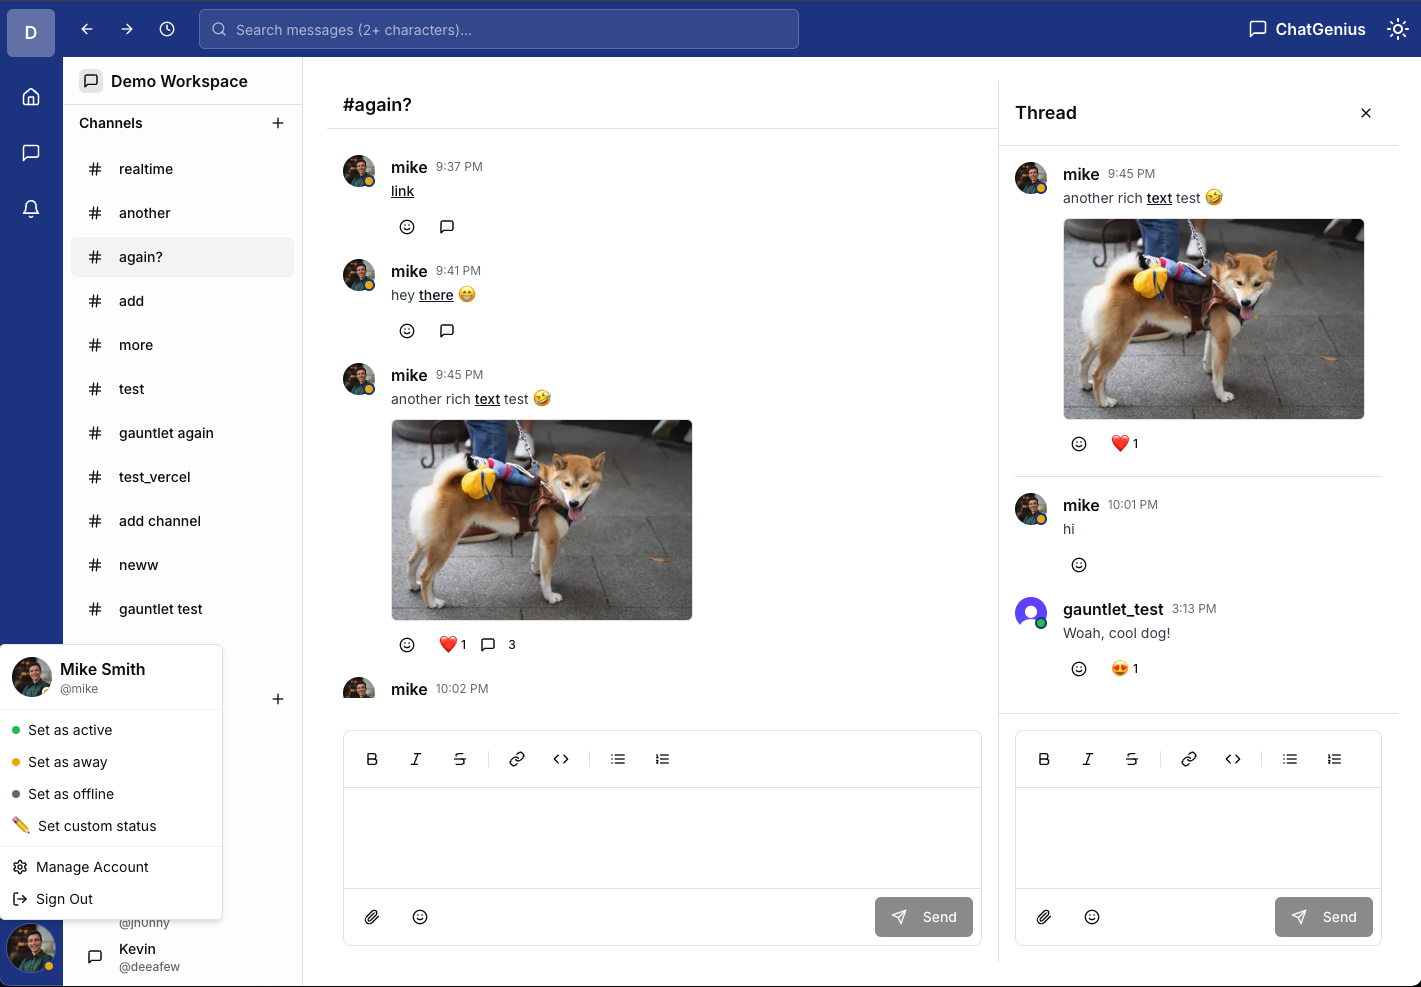 D
Search messages (2+ characters)...
ChatGenius
Demo Workspace
Channels
# realtime
# another
# again?
# add
# more
# test
# gauntlet again
# test_vercel
# add channel
# neww
# gauntlet test
Mike Smith
@mike
Set as active
Set as away
Set as offline
Set custom status
Manage Account
Sign Out
@jh0nny
Kevin
@deeafew
#again?
mike 9:37 PM
link
mike 9:41 PM
hey there 😁
mike 9:45 PM
another rich text test 🤣
❤️ 1 3
mike 10:02 PM
Send
Thread
mike 9:45 PM
another rich text test 🤣
❤️ 1
mike 10:01 PM
hi
gauntlet_test 3:13 PM
Woah, cool dog!
😍 1
Send